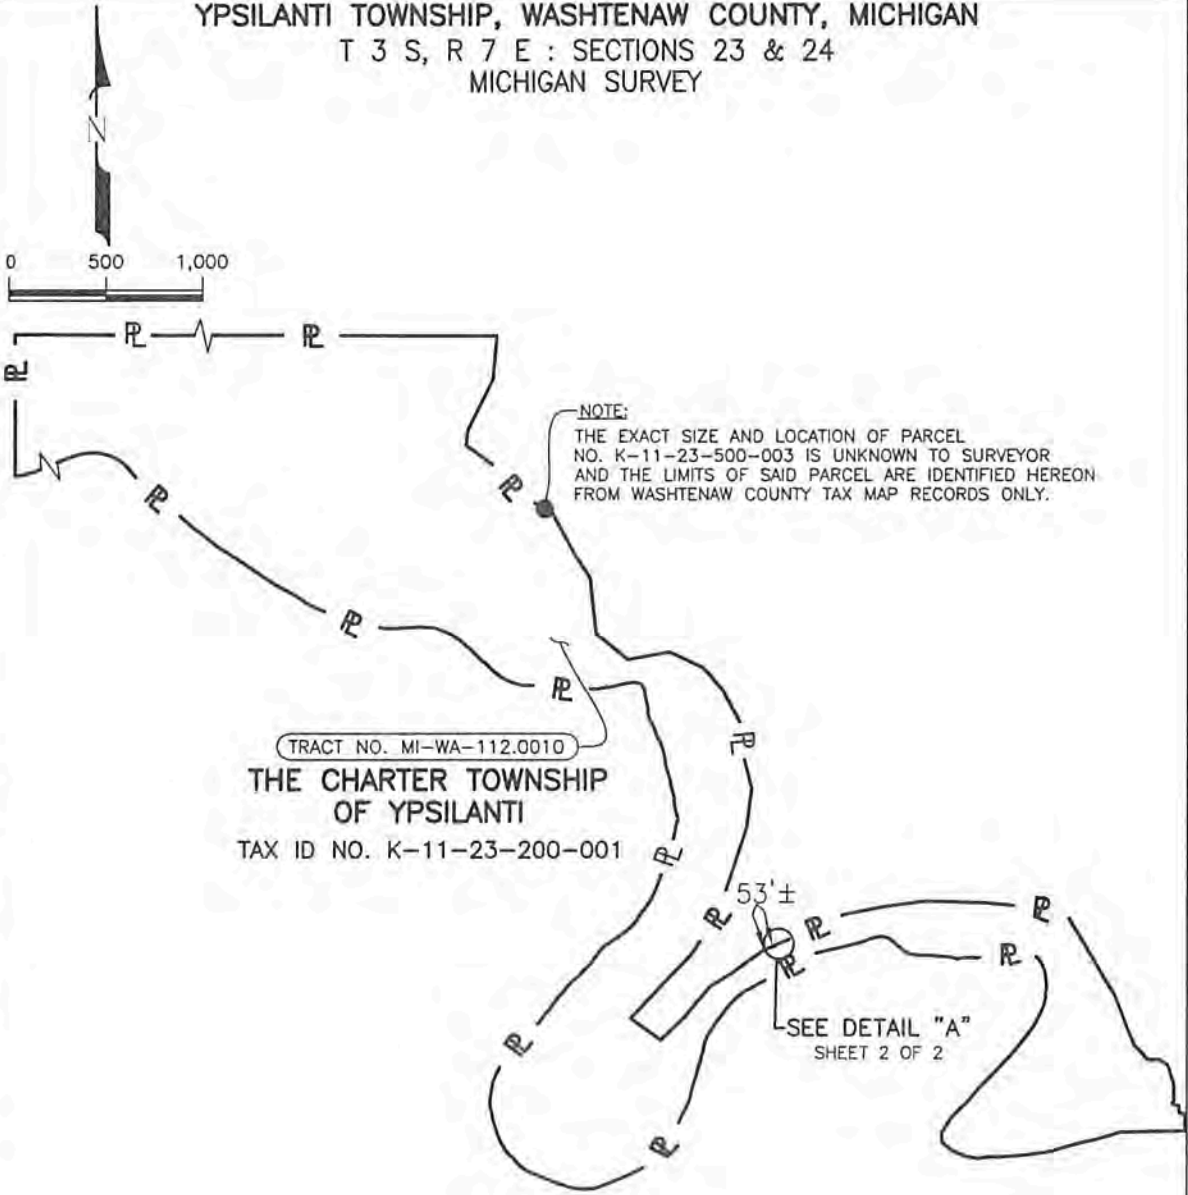 YPSILANTI TOWNSHIP, WASHTENAW COUNTY, MICHIGAN
T 3 S, R 7 E : SECTIONS 23 & 24
MICHIGAN SURVEY
N
0 500 1,000
PL PL
PL
NOTE:
THE EXACT SIZE AND LOCATION OF PARCEL
NO. K-11-23-500-003 IS UNKNOWN TO SURVEYOR
AND THE LIMITS OF SAID PARCEL ARE IDENTIFIED HEREON
FROM WASHTENAW COUNTY TAX MAP RECORDS ONLY.
PL
PL
PL
PL
PL
TRACT NO. MI-WA-112.0010
THE CHARTER TOWNSHIP
OF YPSILANTI
TAX ID NO. K-11-23-200-001
PL
53'±
PL
PL
PL
PL
PL
SEE DETAIL "A"
SHEET 2 OF 2
PL
PL